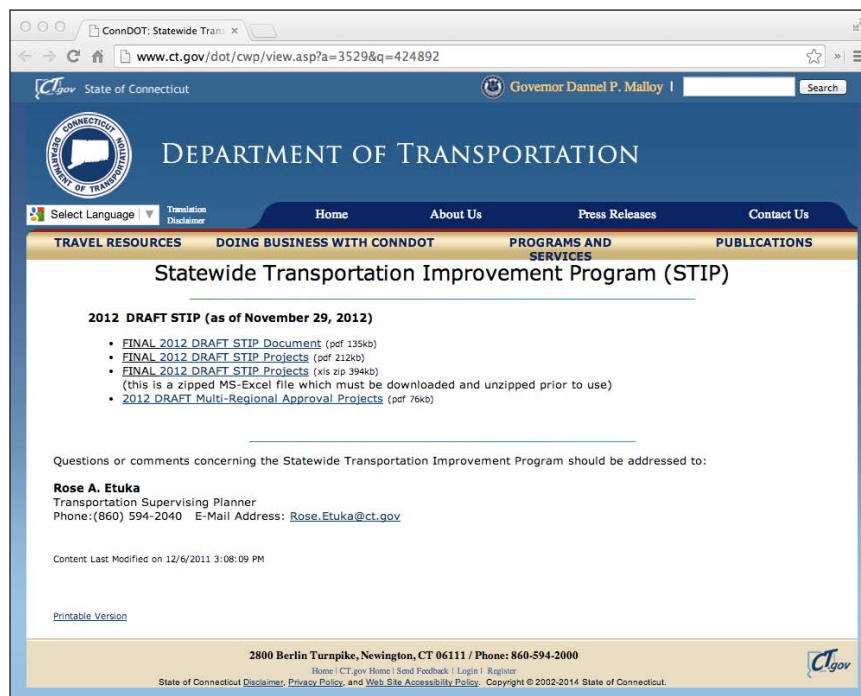 ConnDOT: Statewide Tran
www.ct.gov/dot/cwp/view.asp?a=3529&q=424892
CT.gov State of Connecticut
Governor Dannel P. Malloy |
Search
CONNECTICUT
DEPARTMENT OF TRANSPORTATION
DEPARTMENT OF TRANSPORTATION
Select Language ▼
Translation
Disclaimer
Home About Us Press Releases Contact Us
TRAVEL RESOURCES DOING BUSINESS WITH CONNDOT PROGRAMS AND SERVICES PUBLICATIONS
Statewide Transportation Improvement Program (STIP)
2012 DRAFT STIP (as of November 29, 2012)
• FINAL 2012 DRAFT STIP Document (pdf 135kb)
• FINAL 2012 DRAFT STIP Projects (pdf 212kb)
• FINAL 2012 DRAFT STIP Projects (xls zip 394kb)
(this is a zipped MS-Excel file which must be downloaded and unzipped prior to use)
• 2012 DRAFT Multi-Regional Approval Projects (pdf 76kb)
Questions or comments concerning the Statewide Transportation Improvement Program should be addressed to:
Rose A. Etuka
Transportation Supervising Planner
Phone:(860) 594-2040 E-Mail Address: Rose.Etuka@ct.gov
Content Last Modified on 12/6/2011 3:08:09 PM
Printable Version
2800 Berlin Turnpike, Newington, CT 06111 / Phone: 860-594-2000
Home | CT.gov Home | Send Feedback | Login | Register
State of Connecticut Disclaimer, Privacy Policy, and Web Site Accessibility Policy. Copyright © 2002-2014 State of Connecticut.
CT.gov